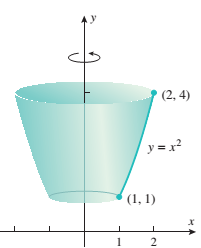 y
(2, 4)
y = x²
(1, 1)
x
1 2